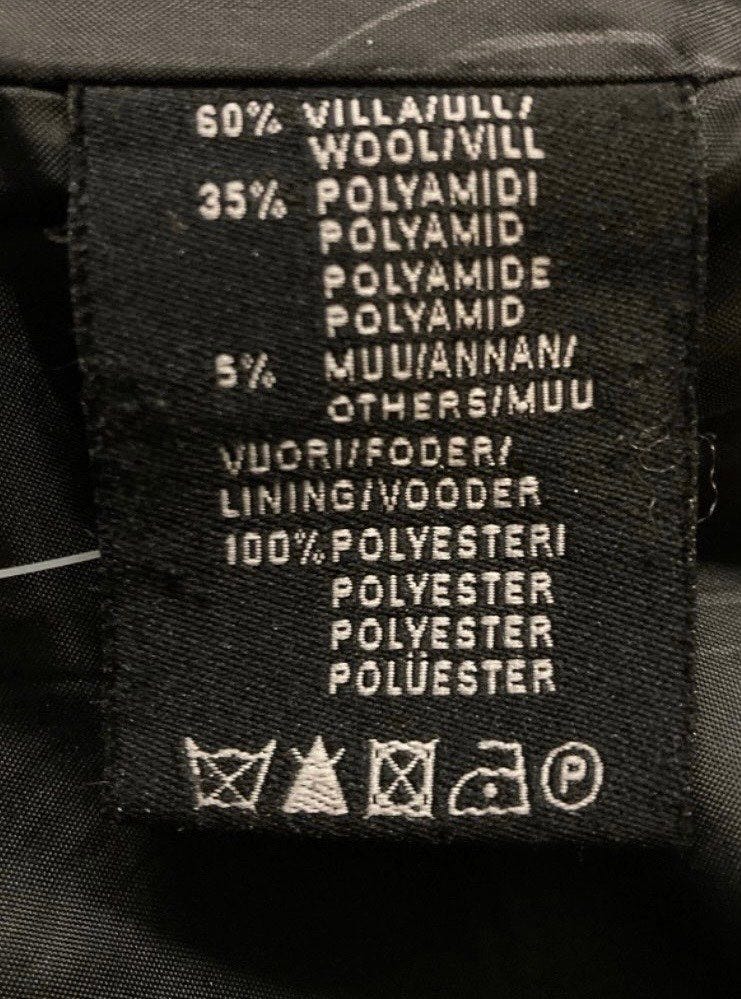 60% VILLA/ULL/
WOOL/VILL
35% POLYAMIDI
POLYAMID
POLYAMIDE
POLYAMID
5% MUU/ANNAN/
OTHERS/MUU
VUORI/FODER/
LINING/VOODER
100% POLYESTERI
POLYESTER
POLYESTER
POLÜESTER
P